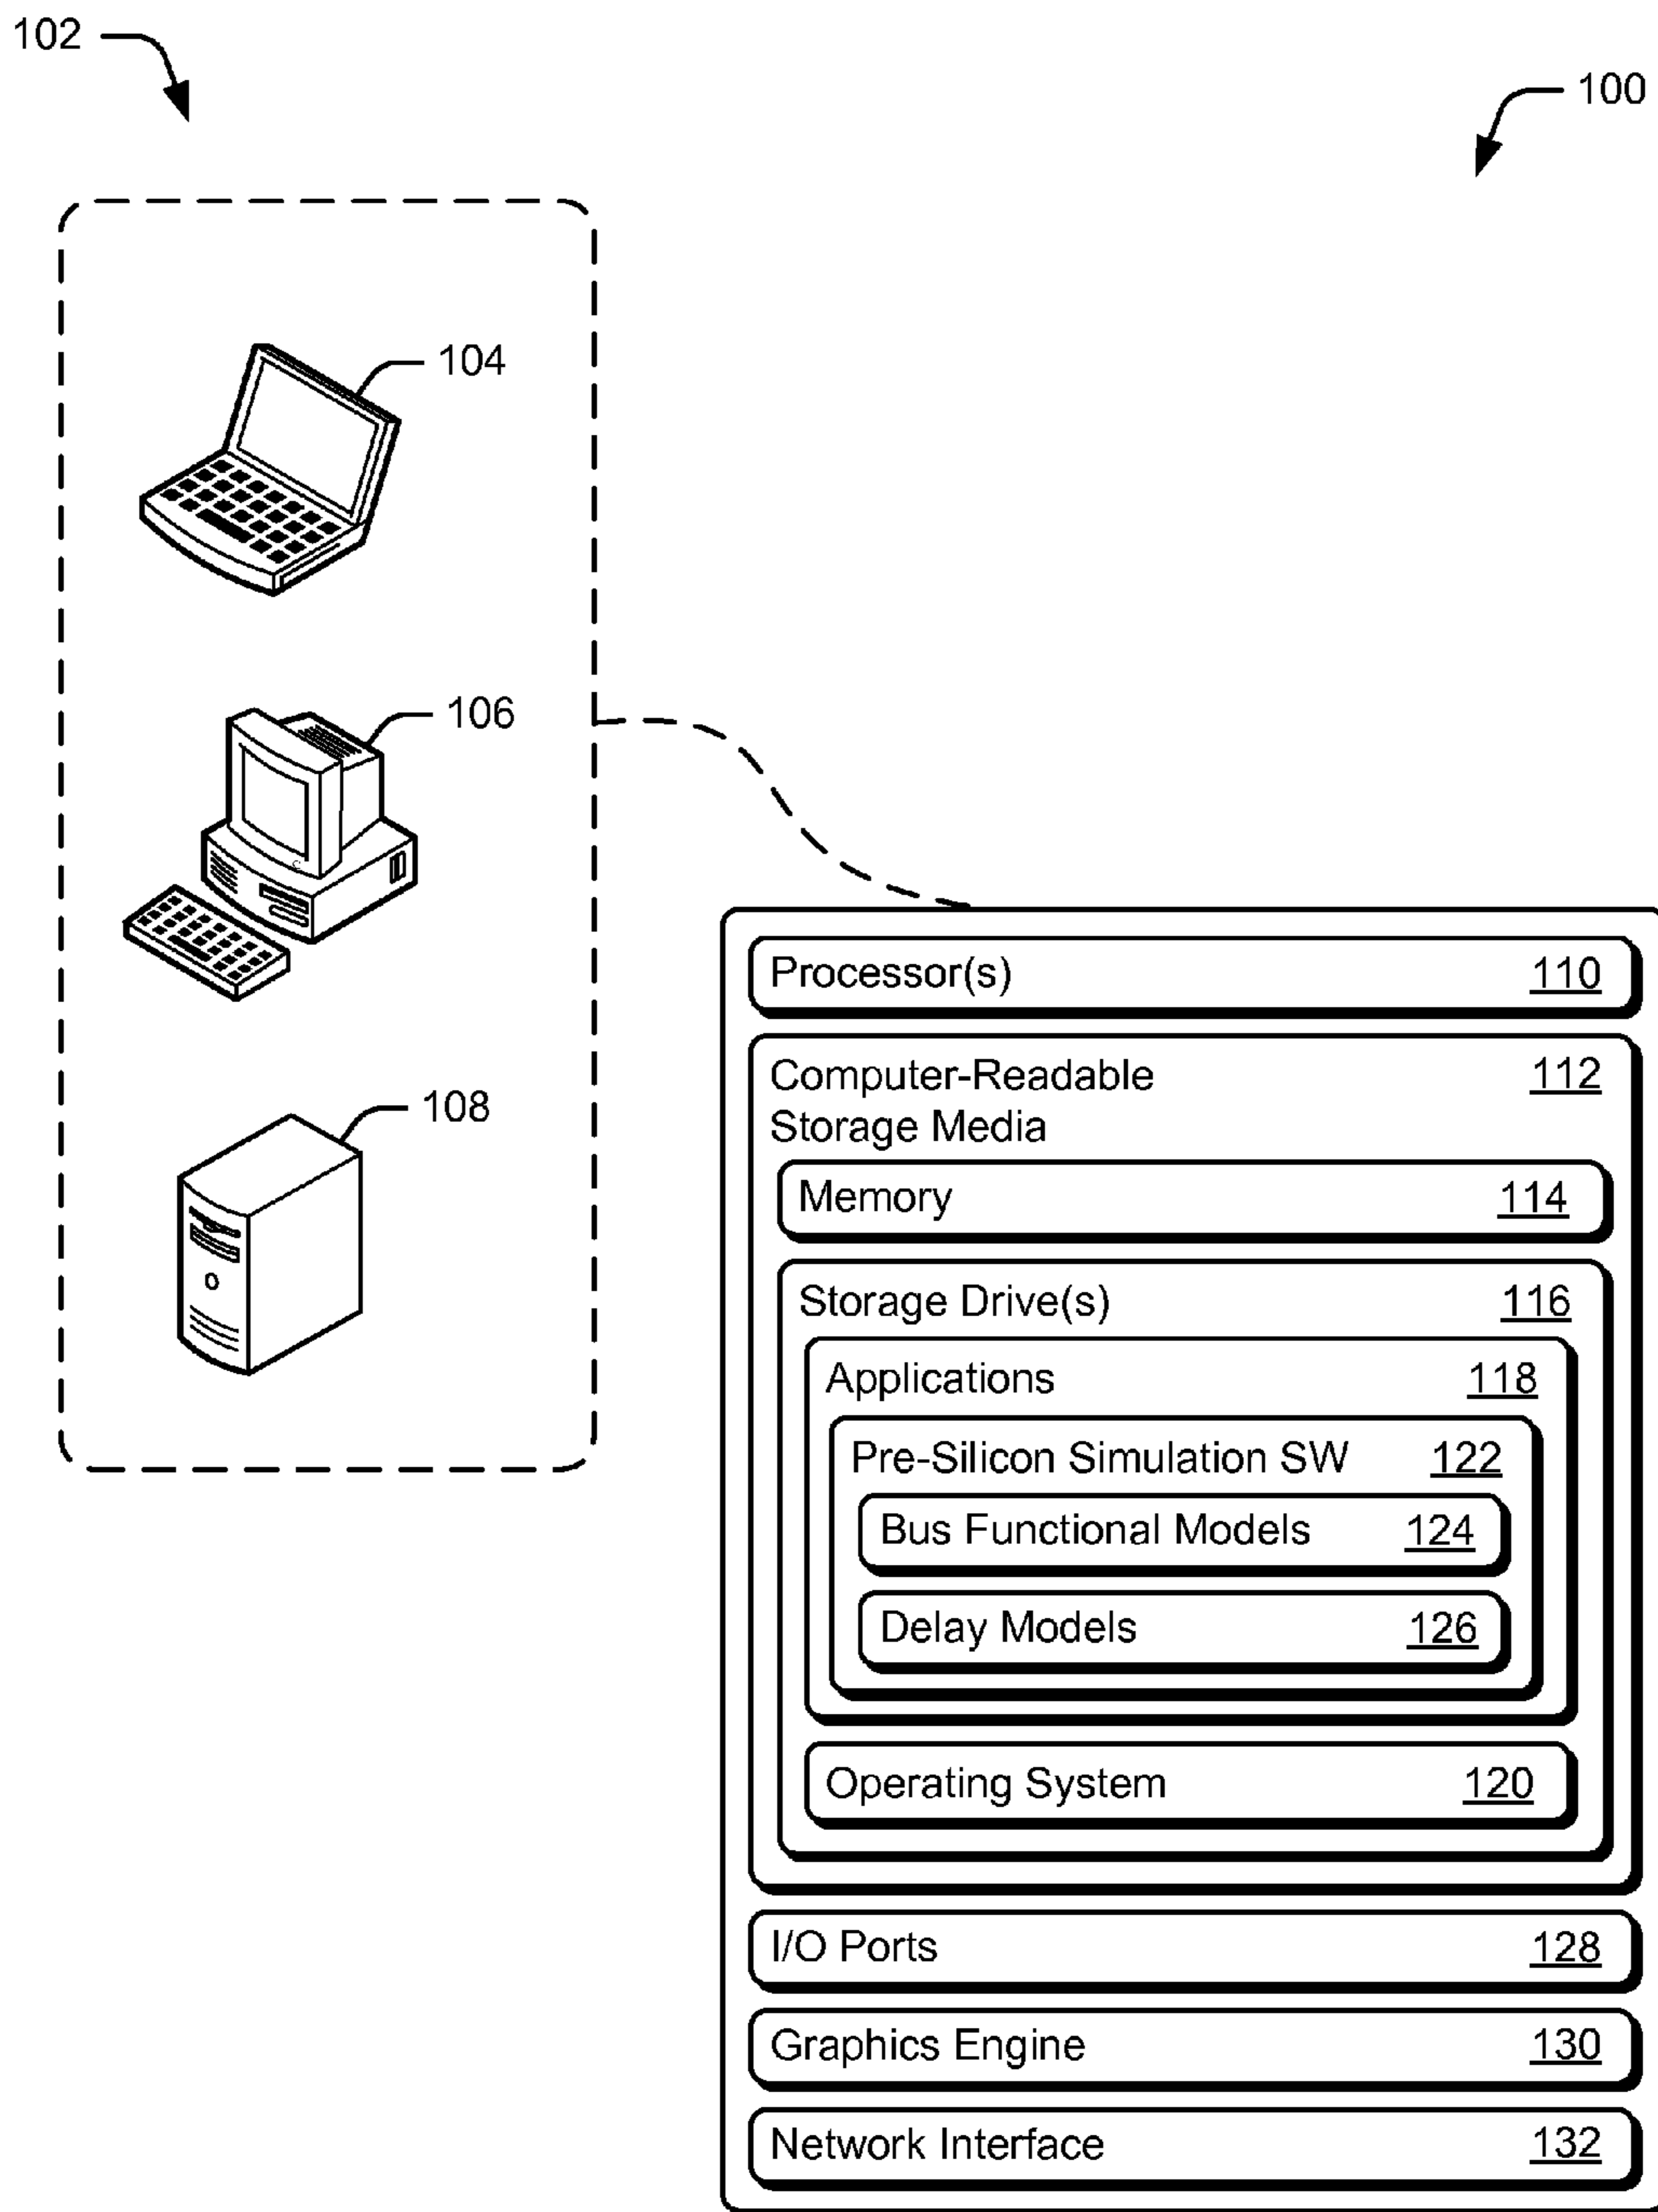 102
100
104
106
108
Processor(s) 110
Computer-Readable 112
Storage Media
Memory 114
Storage Drive(s) 116
Applications 118
Pre-Silicon Simulation SW 122
Bus Functional Models 124
Delay Models 126
Operating System 120
I/O Ports 128
Graphics Engine 130
Network Interface 132